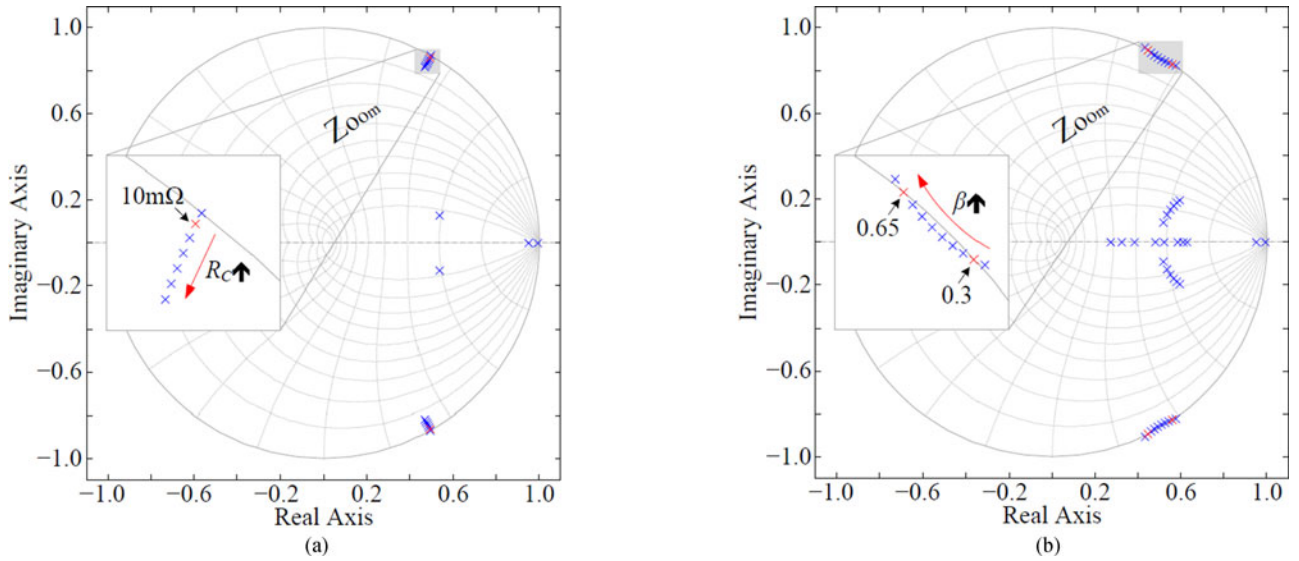 1.0
0.6
0.2
−0.2
−0.6
−1.0
Imaginary Axis
Zoom
10mΩ
R_C ↑
−1.0 −0.6 −0.2 0.2 0.6 1.0
Real Axis
(a)
1.0
0.6
0.2
−0.2
−0.6
−1.0
Imaginary Axis
Zoom
β ↑
0.65
0.3
−1.0 −0.6 −0.2 0.2 0.6 1.0
Real Axis
(b)